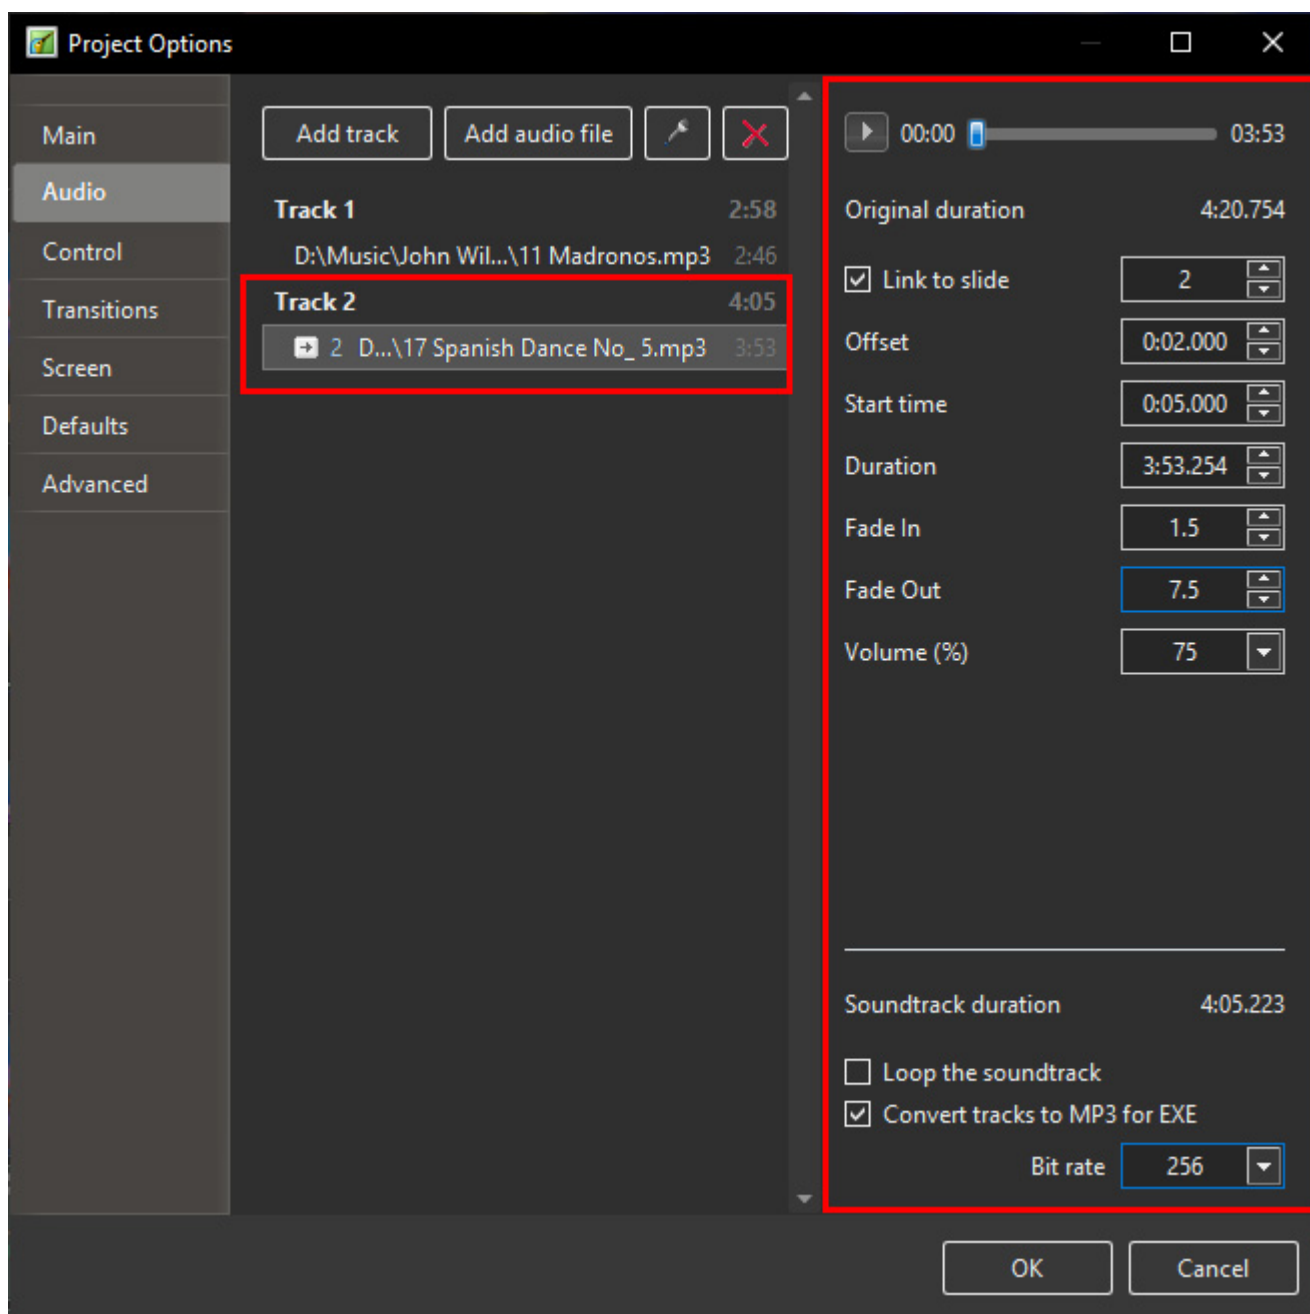 Project Options
Main
Audio
Control
Transitions
Screen
Defaults
Advanced
Add track Add audio file
Track 1 2:58
D:\Music\John Wil...\11 Madronos.mp3 2:46
Track 2 4:05
2 D...\17 Spanish Dance No_ 5.mp3 3:53
00:00 03:53
Original duration 4:20.754
Link to slide 2
Offset 0:02.000
Start time 0:05.000
Duration 3:53.254
Fade In 1.5
Fade Out 7.5
Volume (%) 75
Soundtrack duration 4:05.223
Loop the soundtrack
Convert tracks to MP3 for EXE
Bit rate 256
OK Cancel